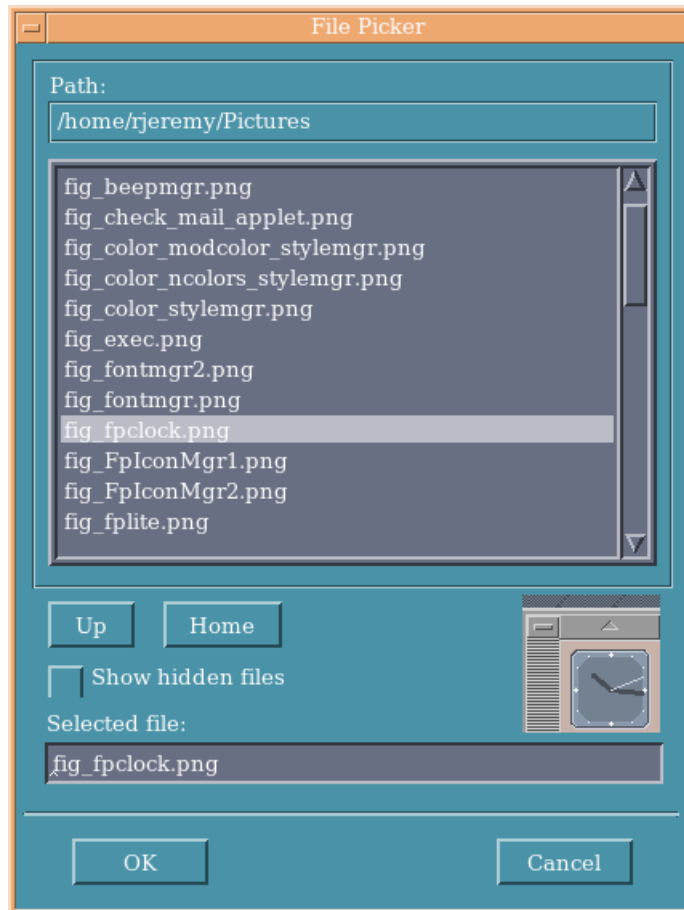 File Picker
Path:
/home/rjeremy/Pictures
fig_beepmgr.png
fig_check_mail_applet.png
fig_color_modcolor_stylemgr.png
fig_color_ncolors_stylemgr.png
fig_color_stylemgr.png
fig_exec.png
fig_fontmgr2.png
fig_fontmgr.png
fig_fpclock.png
fig_FpIconMgr1.png
fig_FpIconMgr2.png
fig_fplite.png
Up Home
Show hidden files
Selected file:
fig_fpclock.png
OK Cancel